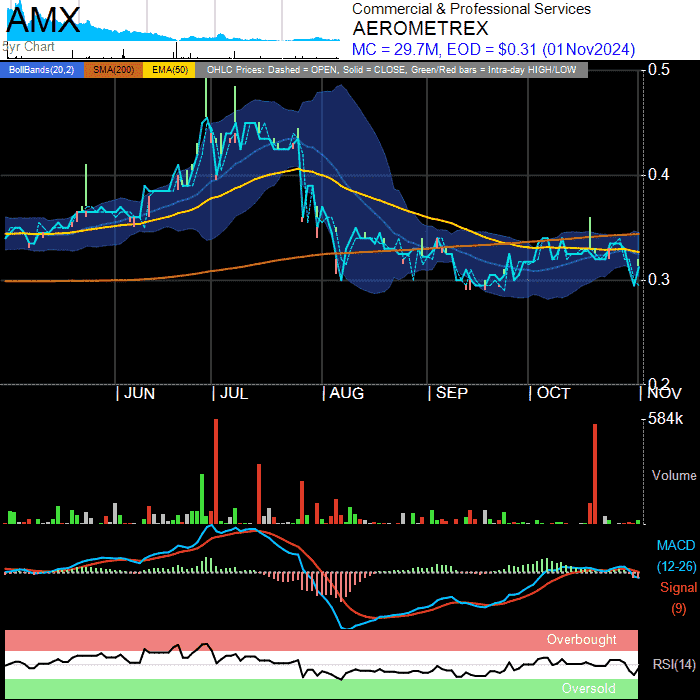 AMX
5yr Chart
Commercial & Professional Services
AEROMETREX
MC = 29.7M, EOD = $0.31 (01Nov2024)
BollBands(20,2) SMA(200) EMA(50) OHLC Prices: Dashed = OPEN, Solid = CLOSE, Green/Red bars = Intra-day HIGH/LOW
0.5
0.4
0.3
0.2
JUN JUL AUG SEP OCT NOV
584k
Volume
MACD
(12-26)
Signal
(9)
Overbought
RSI(14)
Oversold